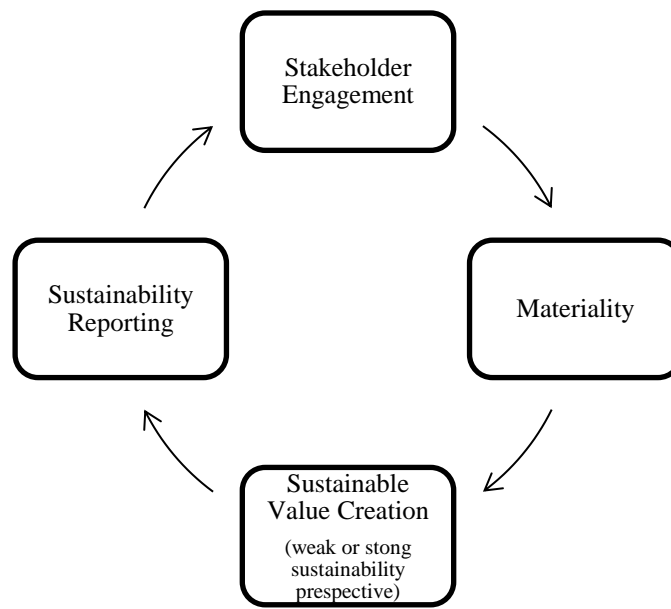 Stakeholder
Engagement
Materiality
Sustainable
Value Creation
(weak or stong
sustainability
prespective)
Sustainability
Reporting